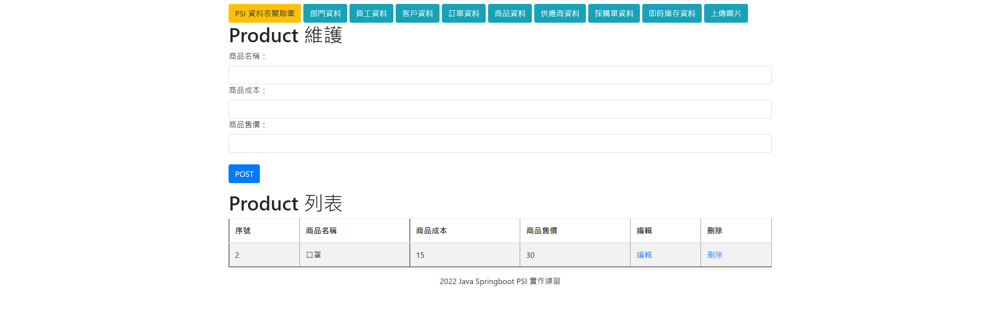 PSI 資料表關聯圖 部門資料 員工資料 客戶資料 訂單資料 商品資料 供應商資料 採購單資料 即時庫存資料 上傳圖片
Product 維護
商品名稱：
商品成本：
商品售價：
POST
Product 列表
序號 商品名稱 商品成本 商品售價 編輯 刪除
2 口罩 15 30 編輯 刪除
2022 Java Springboot PSI 實作練習